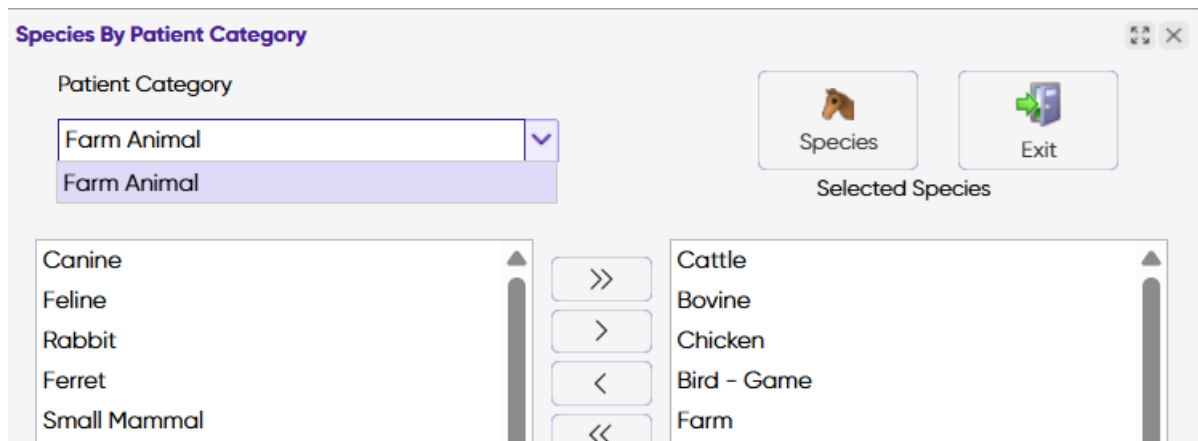 Species By Patient Category
Patient Category
Farm Animal
Farm Animal
Species
Exit
Selected Species
Canine
Feline
Rabbit
Ferret
Small Mammal
Cattle
Bovine
Chicken
Bird - Game
Farm